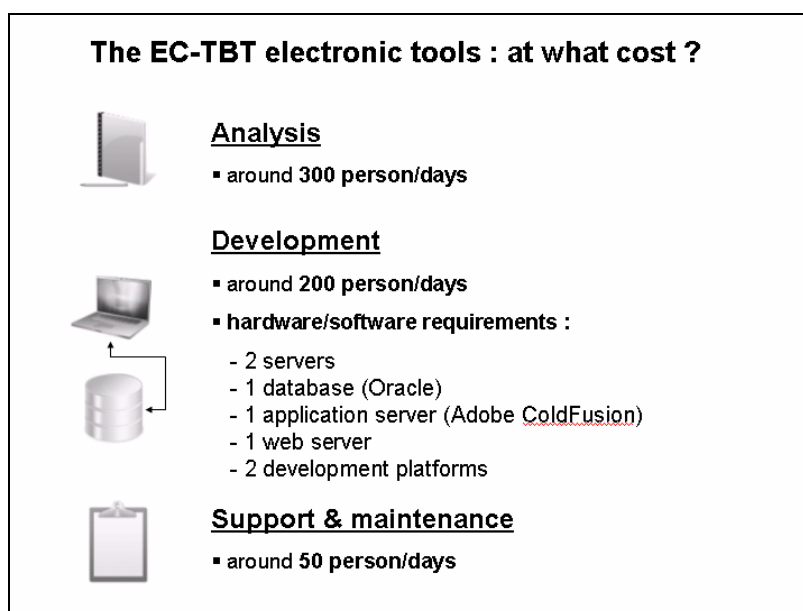 The EC-TBT electronic tools : at what cost ?
Analysis
▪ around 300 person/days
Development
▪ around 200 person/days
▪ hardware/software requirements :
- 2 servers
- 1 database (Oracle)
- 1 application server (Adobe ColdFusion)
- 1 web server
- 2 development platforms
Support & maintenance
▪ around 50 person/days